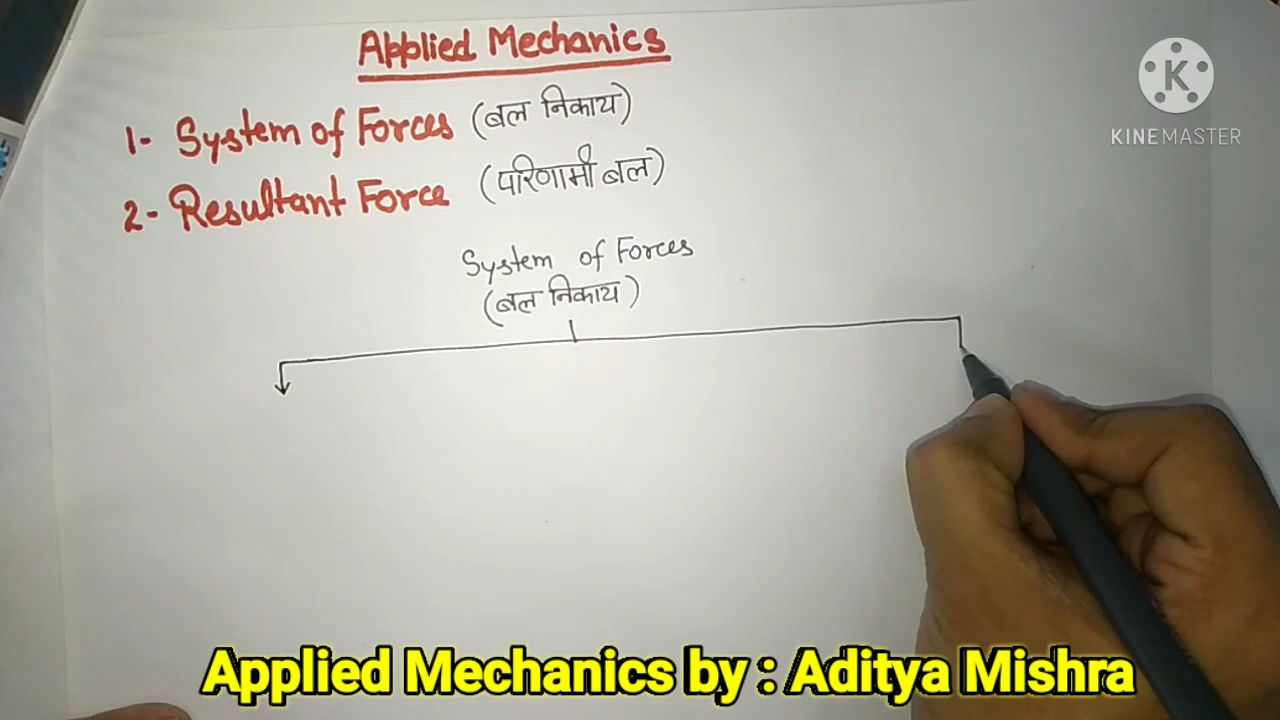 Applied Mechanics
K
KINEMASTER
1- System of Forces (बल निकाय)
2- Resultant Force (परिणामी बल)
System of Forces
(बल निकाय)
Applied Mechanics by : Aditya Mishra